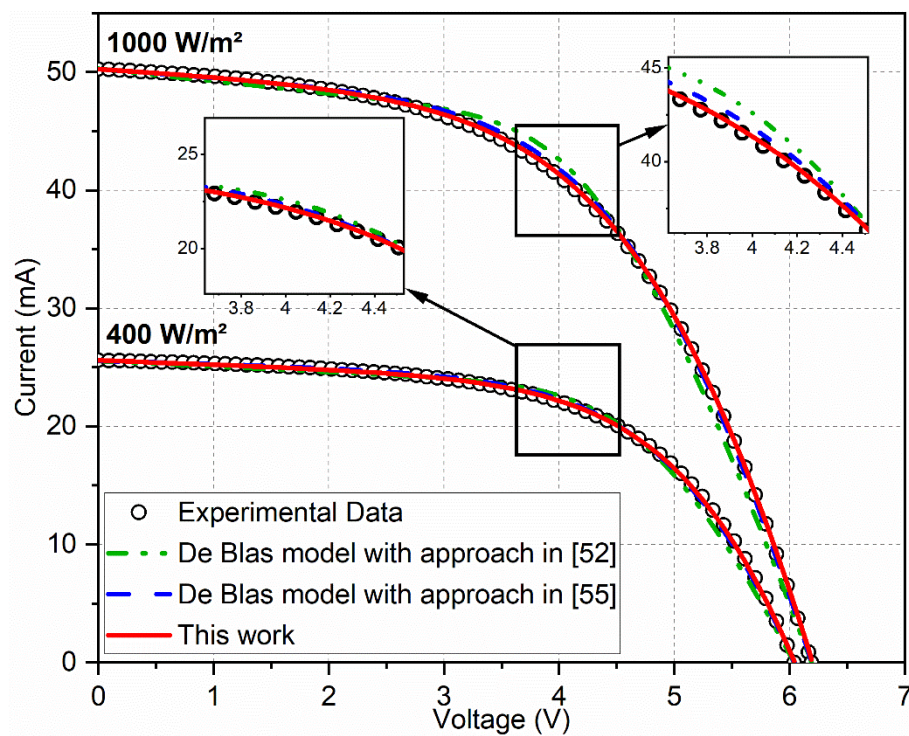 1000 W/m²
400 W/m²
Current (mA)
50
40
30
20
10
0
45
40
3.8 4 4.2 4.4
25
20
3.8 4 4.2 4.4
Experimental Data
De Blas model with approach in [52]
De Blas model with approach in [55]
This work
0 1 2 3 4 5 6 7
Voltage (V)